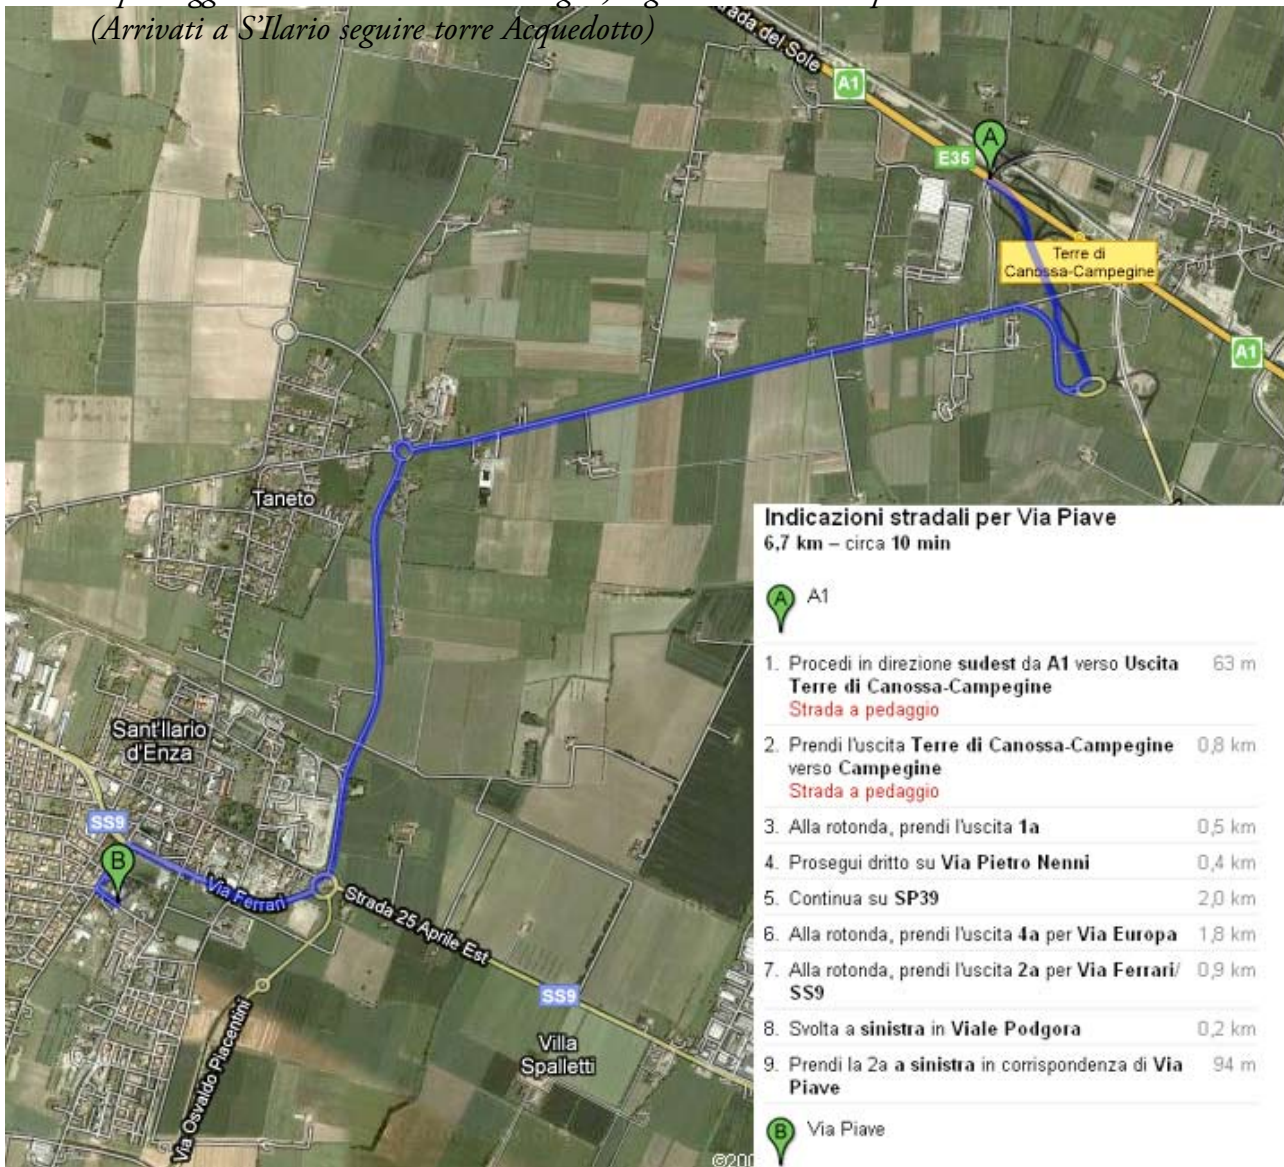 (Arrivati a S'Ilario seguire torre Acquedotto)
rada del Sole
A1
A
E35
Terre di
Canossa-Campegine
A1
Taneto
Sant'Ilario
d'Enza
SS9
B
Via Ferrari
Strada 25 Aprile Est
SS9
Villa
Spalletti
Via Osvaldo Piacentini
Indicazioni stradali per Via Piave
6,7 km – circa 10 min
A A1
1. Procedi in direzione sudest da A1 verso Uscita 63 m
Terre di Canossa-Campegine
Strada a pedaggio
2. Prendi l'uscita Terre di Canossa-Campegine 0,8 km
verso Campegine
Strada a pedaggio
3. Alla rotonda, prendi l'uscita 1a 0,5 km
4. Prosegui dritto su Via Pietro Nenni 0,4 km
5. Continua su SP39 2,0 km
6. Alla rotonda, prendi l'uscita 4a per Via Europa 1,8 km
7. Alla rotonda, prendi l'uscita 2a per Via Ferrari/ 0,9 km
SS9
8. Svolta a sinistra in Viale Podgora 0,2 km
9. Prendi la 2a a sinistra in corrispondenza di Via 94 m
Piave
B Via Piave
©200